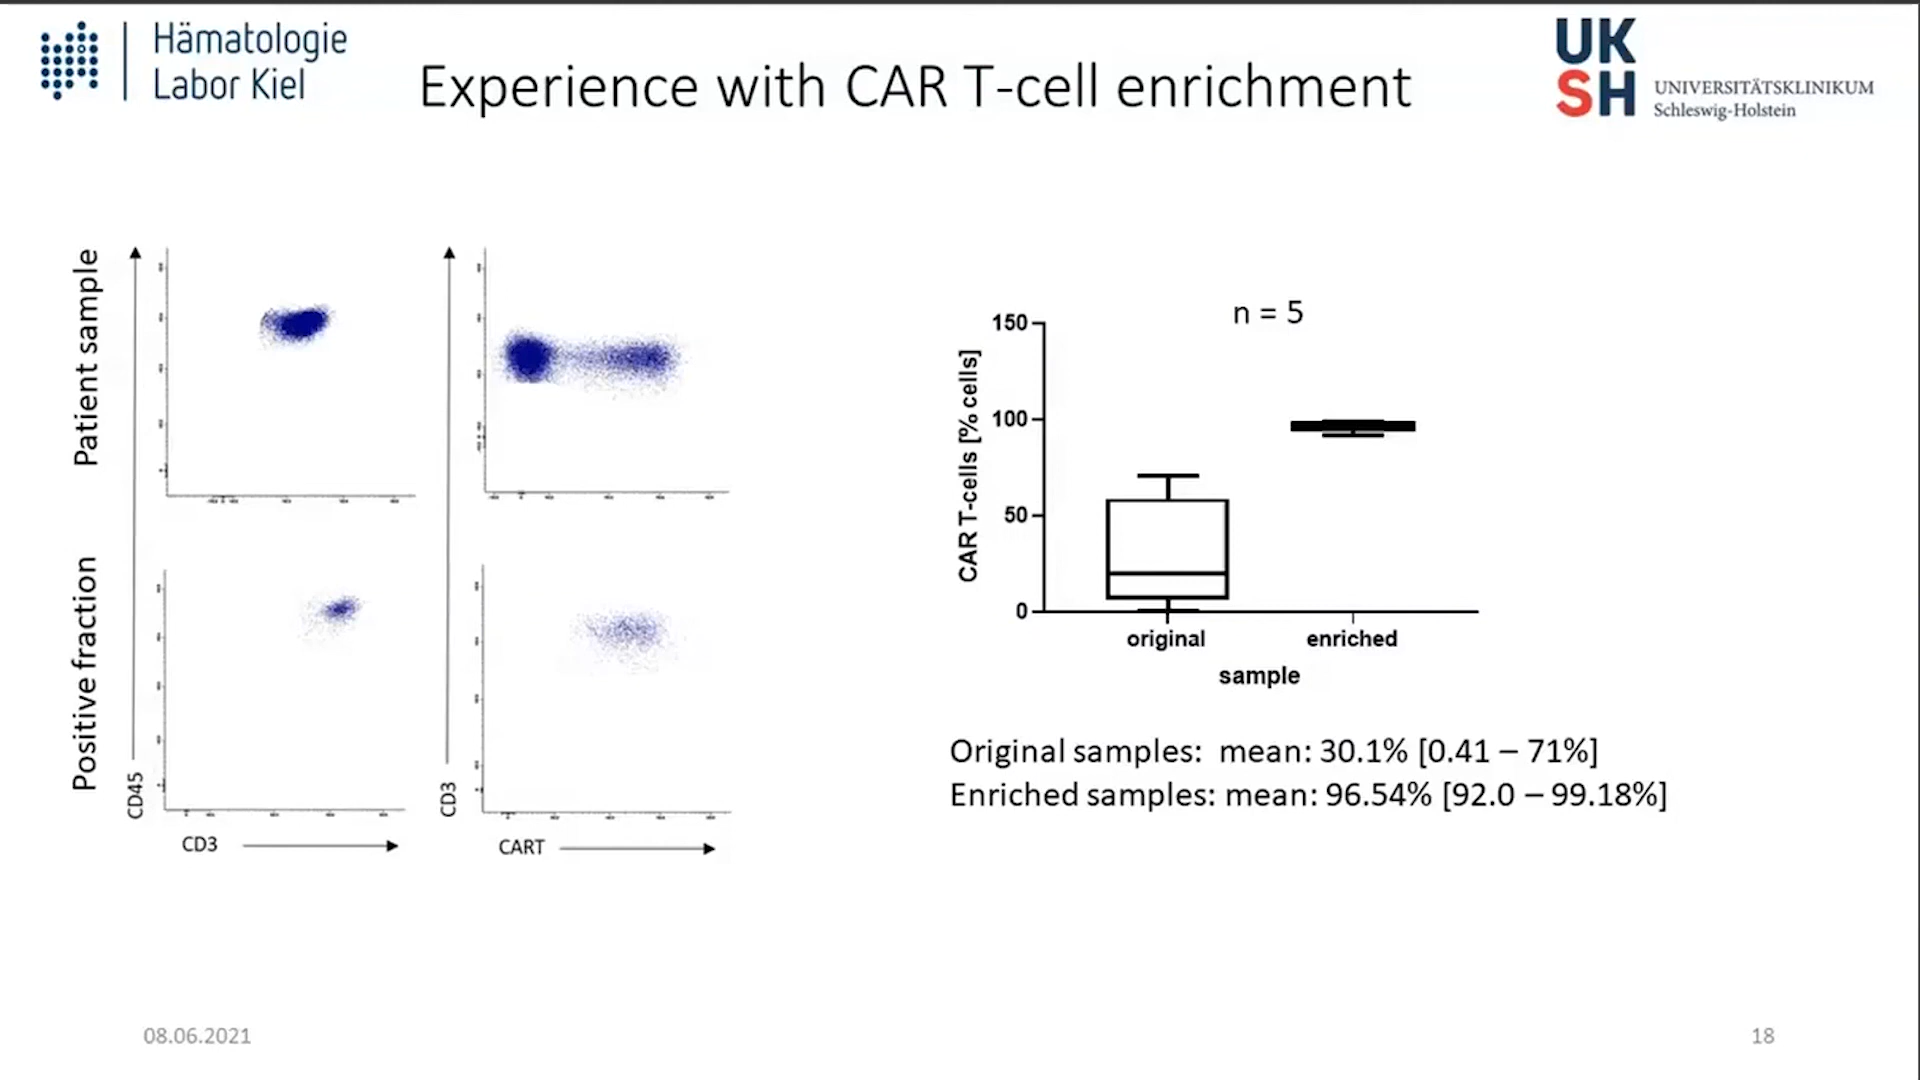 Hämatologie
Labor Kiel
Experience with CAR T-cell enrichment
UK
SH
UNIVERSITÄTSKLINIKUM
Schleswig-Holstein
Patient sample
Positive fraction
CD45
CD3
CD3
CART
n = 5
CAR T-cells [% cells]
150
100
50
0
original
enriched
sample
Original samples: mean: 30.1% [0.41 – 71%]
Enriched samples: mean: 96.54% [92.0 – 99.18%]
08.06.2021
18